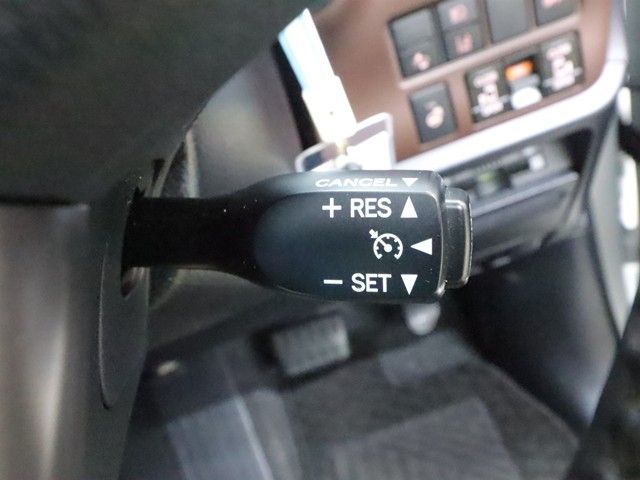 CANCEL ▼
+ RES ▲
◀
− SET ▼